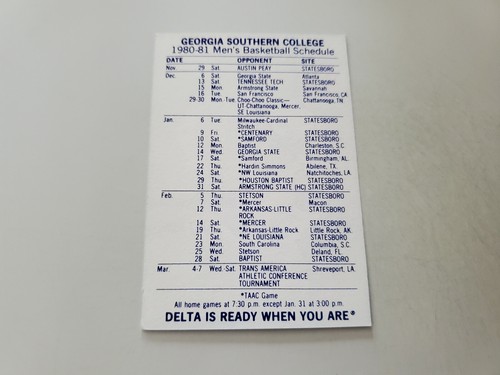 GEORGIA SOUTHERN COLLEGE
1980-81 Men's Basketball Schedule
DATE OPPONENT SITE
Nov. 29 Sat. AUSTIN PEAY STATESBORO
Dec. 6 Sat. Georgia State Atlanta
13 Sat. TENNESSEE TECH STATESBORO
15 Mon. Armstrong State Savannah
16 Tue. San Francisco San Francisco, CA
29-30 Mon.-Tue. Choo-Choo Classic— Chattanooga, TN
UT-Chattanooga, Mercer,
SE Louisiana
Jan. 6 Tue. Milwaukee-Cardinal STATESBORO
Stritch
9 Fri. *CENTENARY STATESBORO
10 Sat. *SAMFORD STATESBORO
12 Mon. Baptist Charleston, S.C.
14 Wed. GEORGIA STATE STATESBORO
17 Sat. *Samford Birmingham, AL
22 Thu. *Hardin Simmons Abilene, TX
24 Sat. *NW Louisiana Natchitoches, LA
29 Thu. *HOUSTON BAPTIST STATESBORO
31 Sat. ARMSTRONG STATE (HC) STATESBORO
Feb. 5 Thu. STETSON STATESBORO
7 Sat. *Mercer Macon
12 Thu. *ARKANSAS-LITTLE STATESBORO
ROCK
14 Sat. *MERCER STATESBORO
19 Thu. *Arkansas-Little Rock Little Rock, AK
21 Sat. *NE LOUISIANA STATESBORO
23 Mon. South Carolina Columbia, S.C.
25 Wed. Stetson Deland, FL
28 Sat. BAPTIST STATESBORO
Mar. 4-7 Wed.-Sat. TRANS AMERICA Shreveport, LA
ATHLETIC CONFERENCE
TOURNAMENT
*TAAC Game
All home games at 7:30 p.m. except Jan. 31 at 3:00 p.m.
DELTA IS READY WHEN YOU ARE®